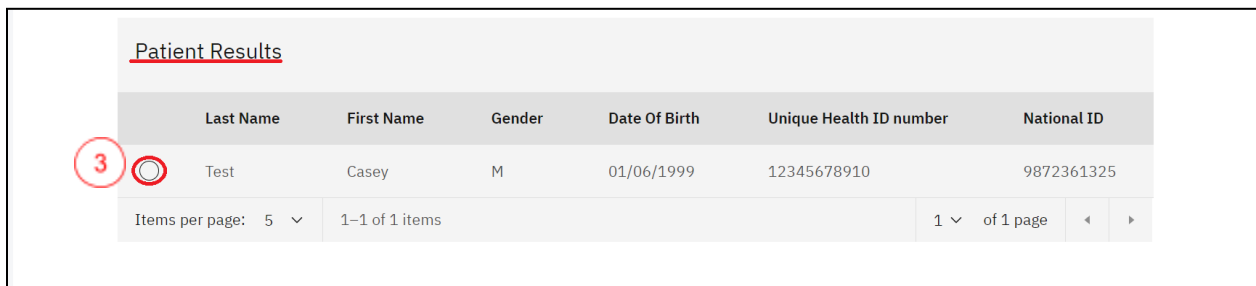 Patient Results
Last Name First Name Gender Date Of Birth Unique Health ID number National ID
3 Test Casey M 01/06/1999 12345678910 9872361325
Items per page: 5 1–1 of 1 items 1 of 1 page